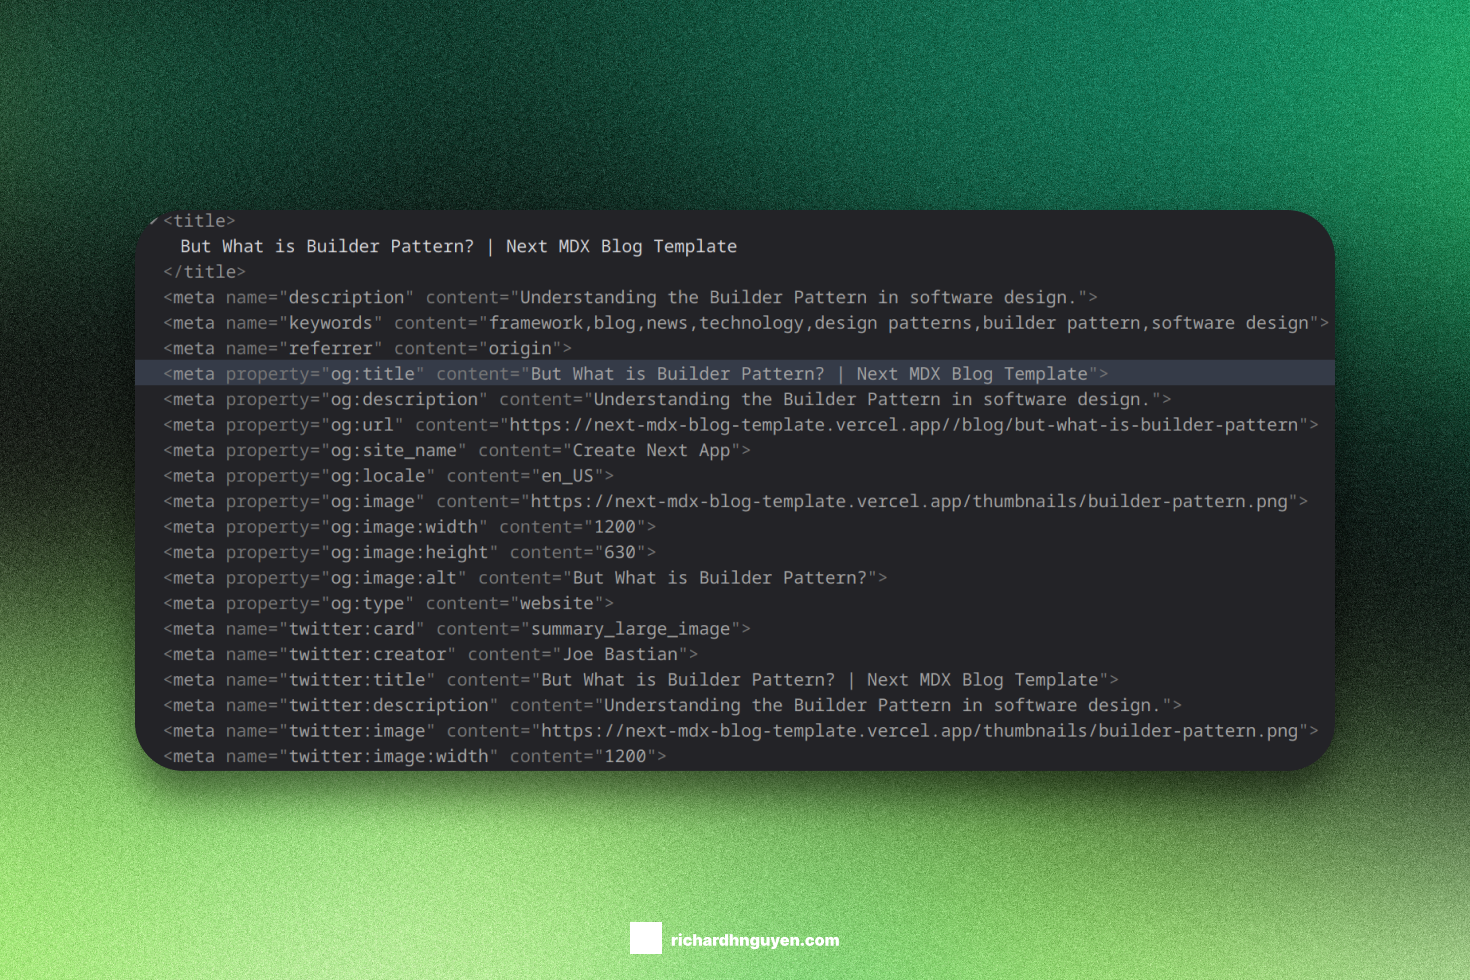 <title>
But What is Builder Pattern? | Next MDX Blog Template
</title>
<meta name="description" content="Understanding the Builder Pattern in software design.">
<meta name="keywords" content="framework,blog,news,technology,design patterns,builder pattern,software design">
<meta name="referrer" content="origin">
<meta property="og:title" content="But What is Builder Pattern? | Next MDX Blog Template">
<meta property="og:description" content="Understanding the Builder Pattern in software design.">
<meta property="og:url" content="https://next-mdx-blog-template.vercel.app//blog/but-what-is-builder-pattern">
<meta property="og:site_name" content="Create Next App">
<meta property="og:locale" content="en_US">
<meta property="og:image" content="https://next-mdx-blog-template.vercel.app/thumbnails/builder-pattern.png">
<meta property="og:image:width" content="1200">
<meta property="og:image:height" content="630">
<meta property="og:image:alt" content="But What is Builder Pattern?">
<meta property="og:type" content="website">
<meta name="twitter:card" content="summary_large_image">
<meta name="twitter:creator" content="Joe Bastian">
<meta name="twitter:title" content="But What is Builder Pattern? | Next MDX Blog Template">
<meta name="twitter:description" content="Understanding the Builder Pattern in software design.">
<meta name="twitter:image" content="https://next-mdx-blog-template.vercel.app/thumbnails/builder-pattern.png">
<meta name="twitter:image:width" content="1200">
richardhnguyen.com